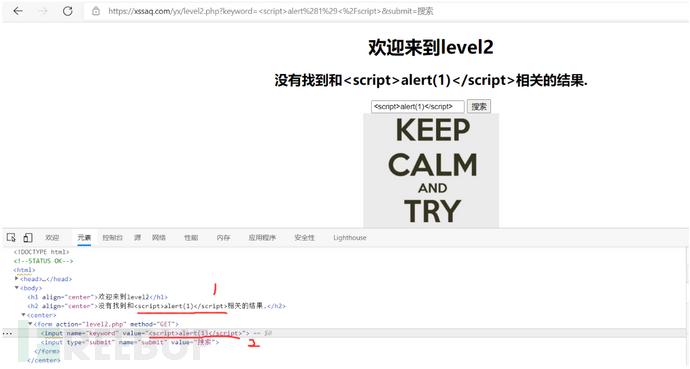 https://xssaq.com/yx/level2.php?keyword=<script>alert%281%29<%2Fscript>&submit=搜索
欢迎来到level2
没有找到和<script>alert(1)</script>相关的结果.
<script>alert(1)</script> 搜索
KEEP
CALM
AND
TRY
欢迎 元素 控制台 源 网络 性能 内存 应用程序 安全性 Lighthouse
<!DOCTYPE html>
<!--STATUS OK-->
<html>
<head>…</head>
<body>
1
<h1 align="center">欢迎来到level2</h1>
<h2 align="center">没有找到和<script>alert(1)</script>相关的结果.</h2>
<center>
<form action="level2.php" method="GET">
<input name="keyword" value="<script>alert(1)</script>"> == $0
2
<input type="submit" name="submit" value="搜索">
</form>
</center>
REEBUF